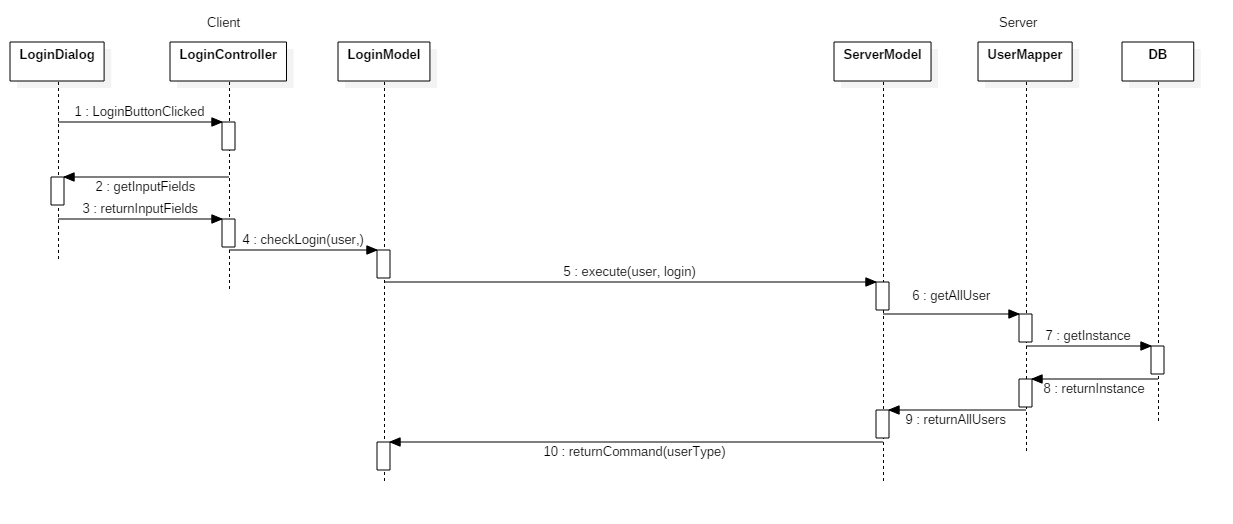 Client
Server
LoginDialog
LoginController
LoginModel
ServerModel
UserMapper
DB
1 : LoginButtonClicked
2 : getInputFields
3 : returnInputFields
4 : checkLogin(user,)
5 : execute(user, login)
6 : getAllUser
7 : getInstance
8 : returnInstance
9 : returnAllUsers
10 : returnCommand(userType)